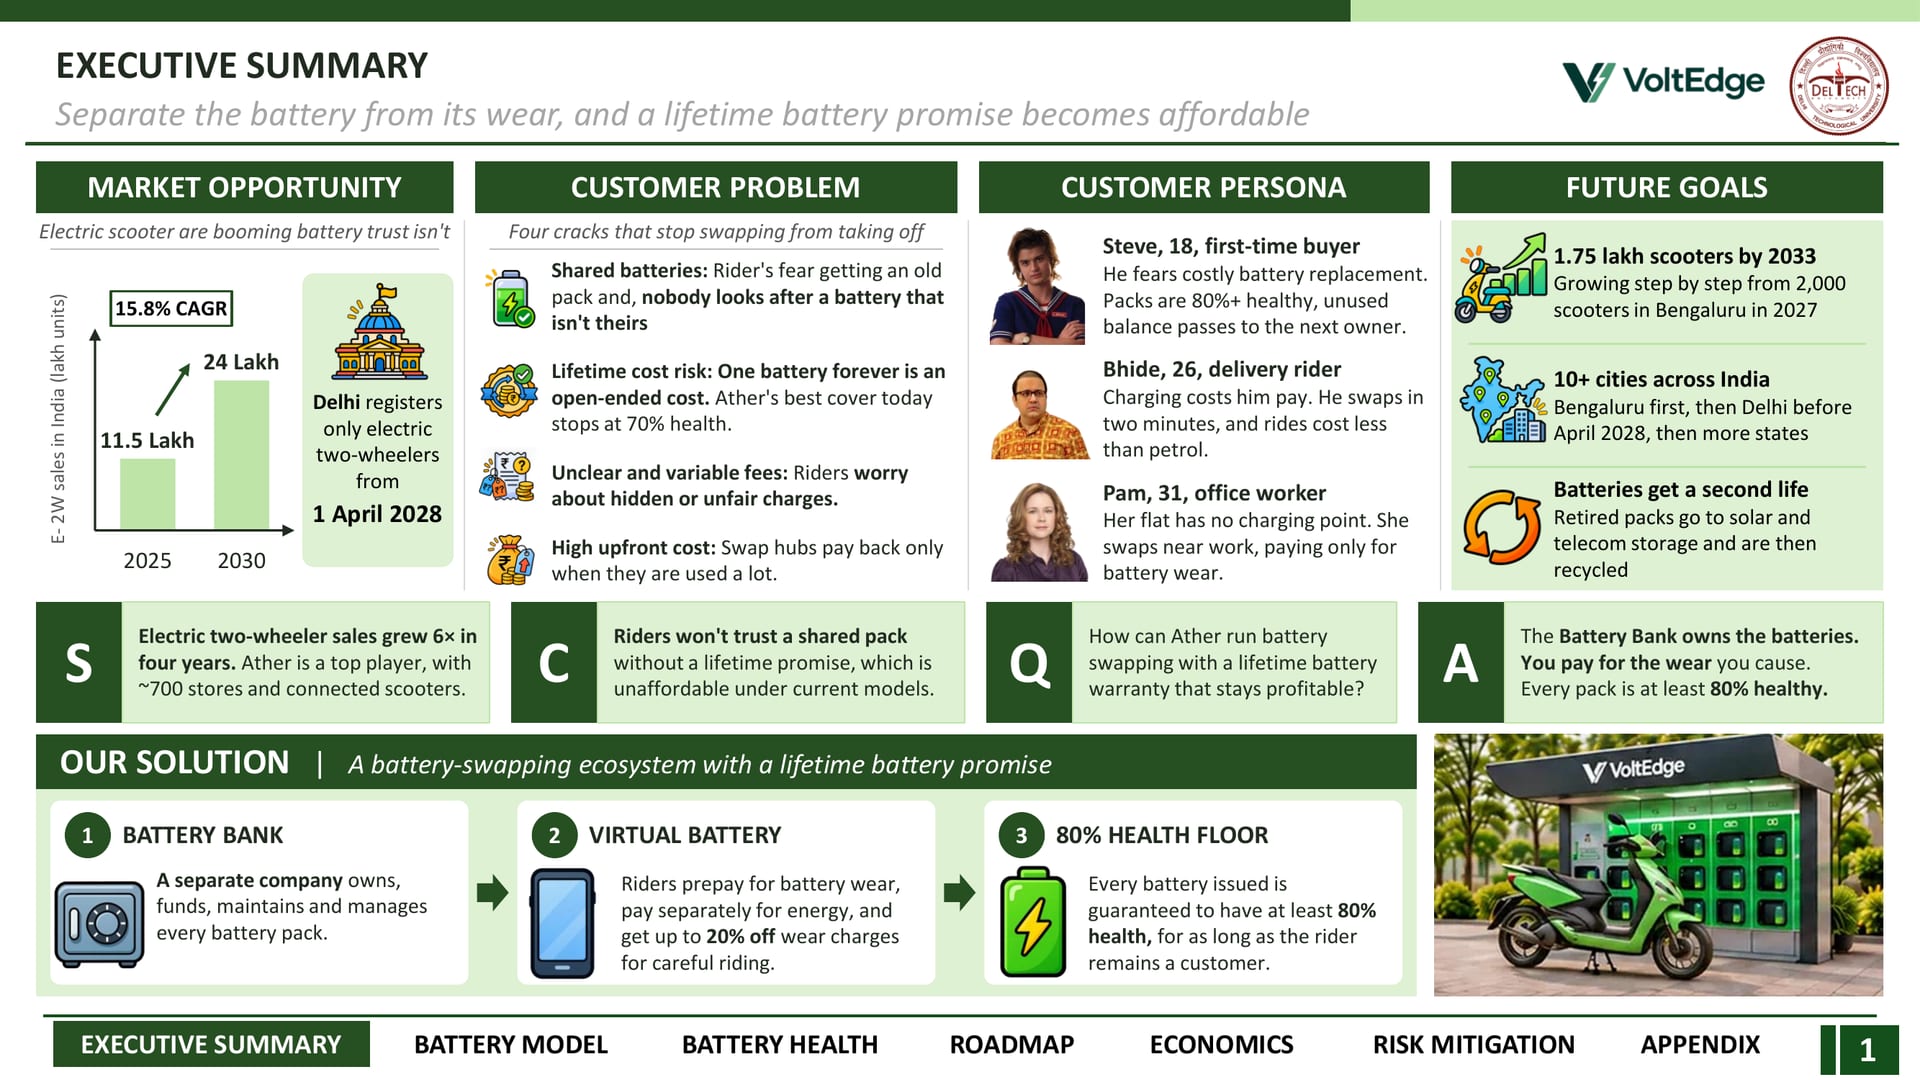 EXECUTIVE SUMMARY
Separate the battery from its wear, and a lifetime battery promise becomes affordable
VoltEdge
DELTECH
MARKET OPPORTUNITY
Electric scooter are booming battery trust isn't
E- 2W sales in India (lakh units)
15.8% CAGR
24 Lakh
11.5 Lakh
2025
2030
Delhi registers
only electric
two-wheelers
from
1 April 2028
CUSTOMER PROBLEM
Four cracks that stop swapping from taking off
Shared batteries: Rider's fear getting an old
pack and, nobody looks after a battery that
isn't theirs
Lifetime cost risk: One battery forever is an
open-ended cost. Ather's best cover today
stops at 70% health.
Unclear and variable fees: Riders worry
about hidden or unfair charges.
High upfront cost: Swap hubs pay back only
when they are used a lot.
CUSTOMER PERSONA
Steve, 18, first-time buyer
He fears costly battery replacement.
Packs are 80%+ healthy, unused
balance passes to the next owner.
Bhide, 26, delivery rider
Charging costs him pay. He swaps in
two minutes, and rides cost less
than petrol.
Pam, 31, office worker
Her flat has no charging point. She
swaps near work, paying only for
battery wear.
FUTURE GOALS
1.75 lakh scooters by 2033
Growing step by step from 2,000
scooters in Bengaluru in 2027
10+ cities across India
Bengaluru first, then Delhi before
April 2028, then more states
Batteries get a second life
Retired packs go to solar and
telecom storage and are then
recycled
S
Electric two-wheeler sales grew 6× in
four years. Ather is a top player, with
~700 stores and connected scooters.
C
Riders won't trust a shared pack
without a lifetime promise, which is
unaffordable under current models.
Q
How can Ather run battery
swapping with a lifetime battery
warranty that stays profitable?
A
The Battery Bank owns the batteries.
You pay for the wear you cause.
Every pack is at least 80% healthy.
OUR SOLUTION | A battery-swapping ecosystem with a lifetime battery promise
1 BATTERY BANK
A separate company owns,
funds, maintains and manages
every battery pack.
2 VIRTUAL BATTERY
Riders prepay for battery wear,
pay separately for energy, and
get up to 20% off wear charges
for careful riding.
3 80% HEALTH FLOOR
Every battery issued is
guaranteed to have at least 80%
health, for as long as the rider
remains a customer.
VoltEdge
EXECUTIVE SUMMARY
BATTERY MODEL
BATTERY HEALTH
ROADMAP
ECONOMICS
RISK MITIGATION
APPENDIX
1